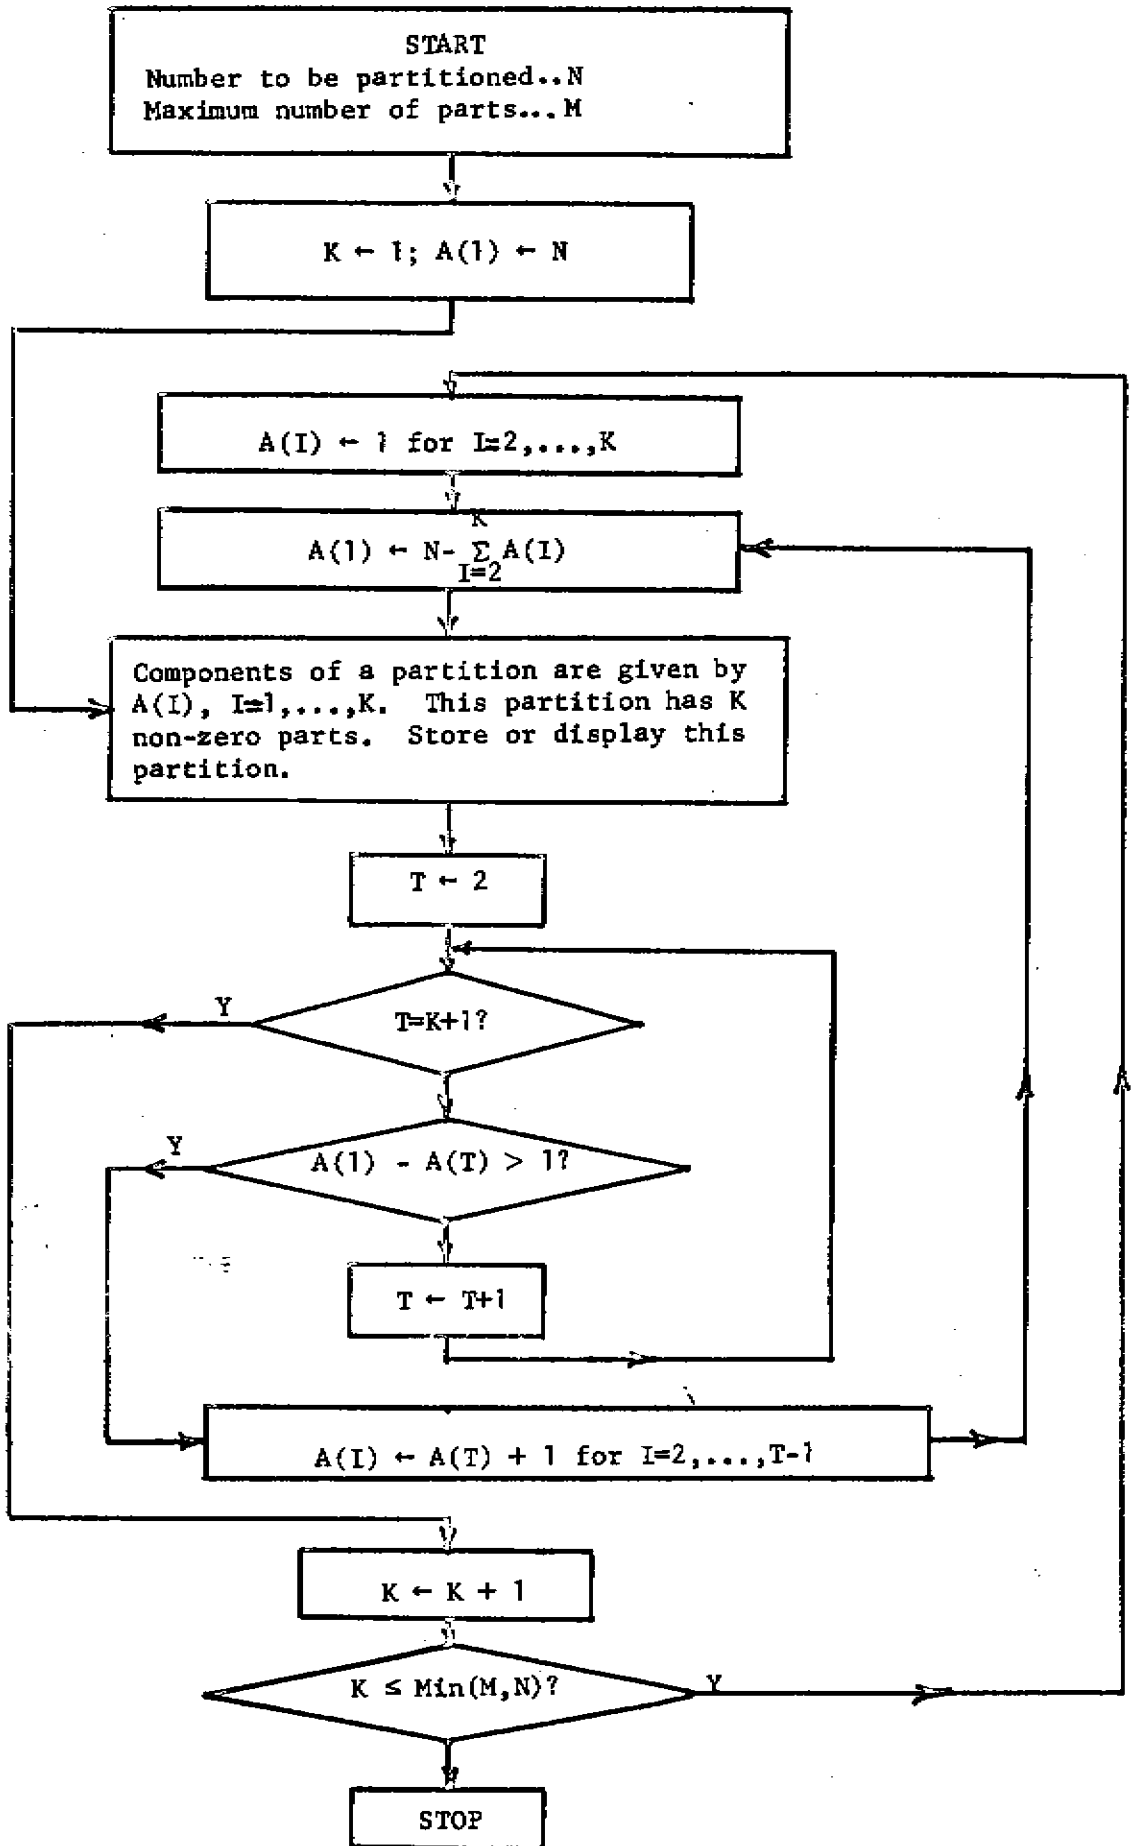 START
Number to be partitioned..N
Maximum number of parts...M
K ← 1; A(1) ← N
A(I) ← 1 for I=2,...,K
K
A(1) ← N- Σ A(I)
I=2
Components of a partition are given by
A(I), I=1,...,K. This partition has K
non-zero parts. Store or display this
partition.
T ← 2
Y
T=K+1?
Y
A(1) - A(T) > 1?
T ← T+1
A(I) ← A(T) + 1 for I=2,...,T-1
K ← K + 1
K ≤ Min(M,N)?
Y
STOP